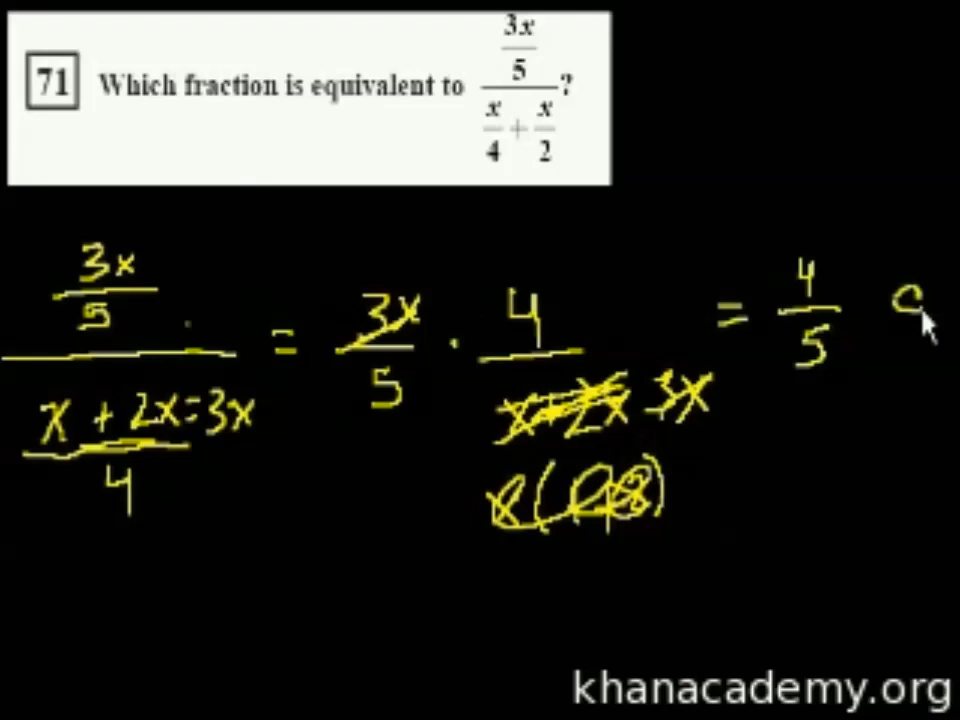 71 Which fraction is equivalent to
3x
5
x/4 + x/2 ?
3x
5
x + 2x = 3x
4
=
3x
5
·
4
3x
=
4
5
khanacademy.org